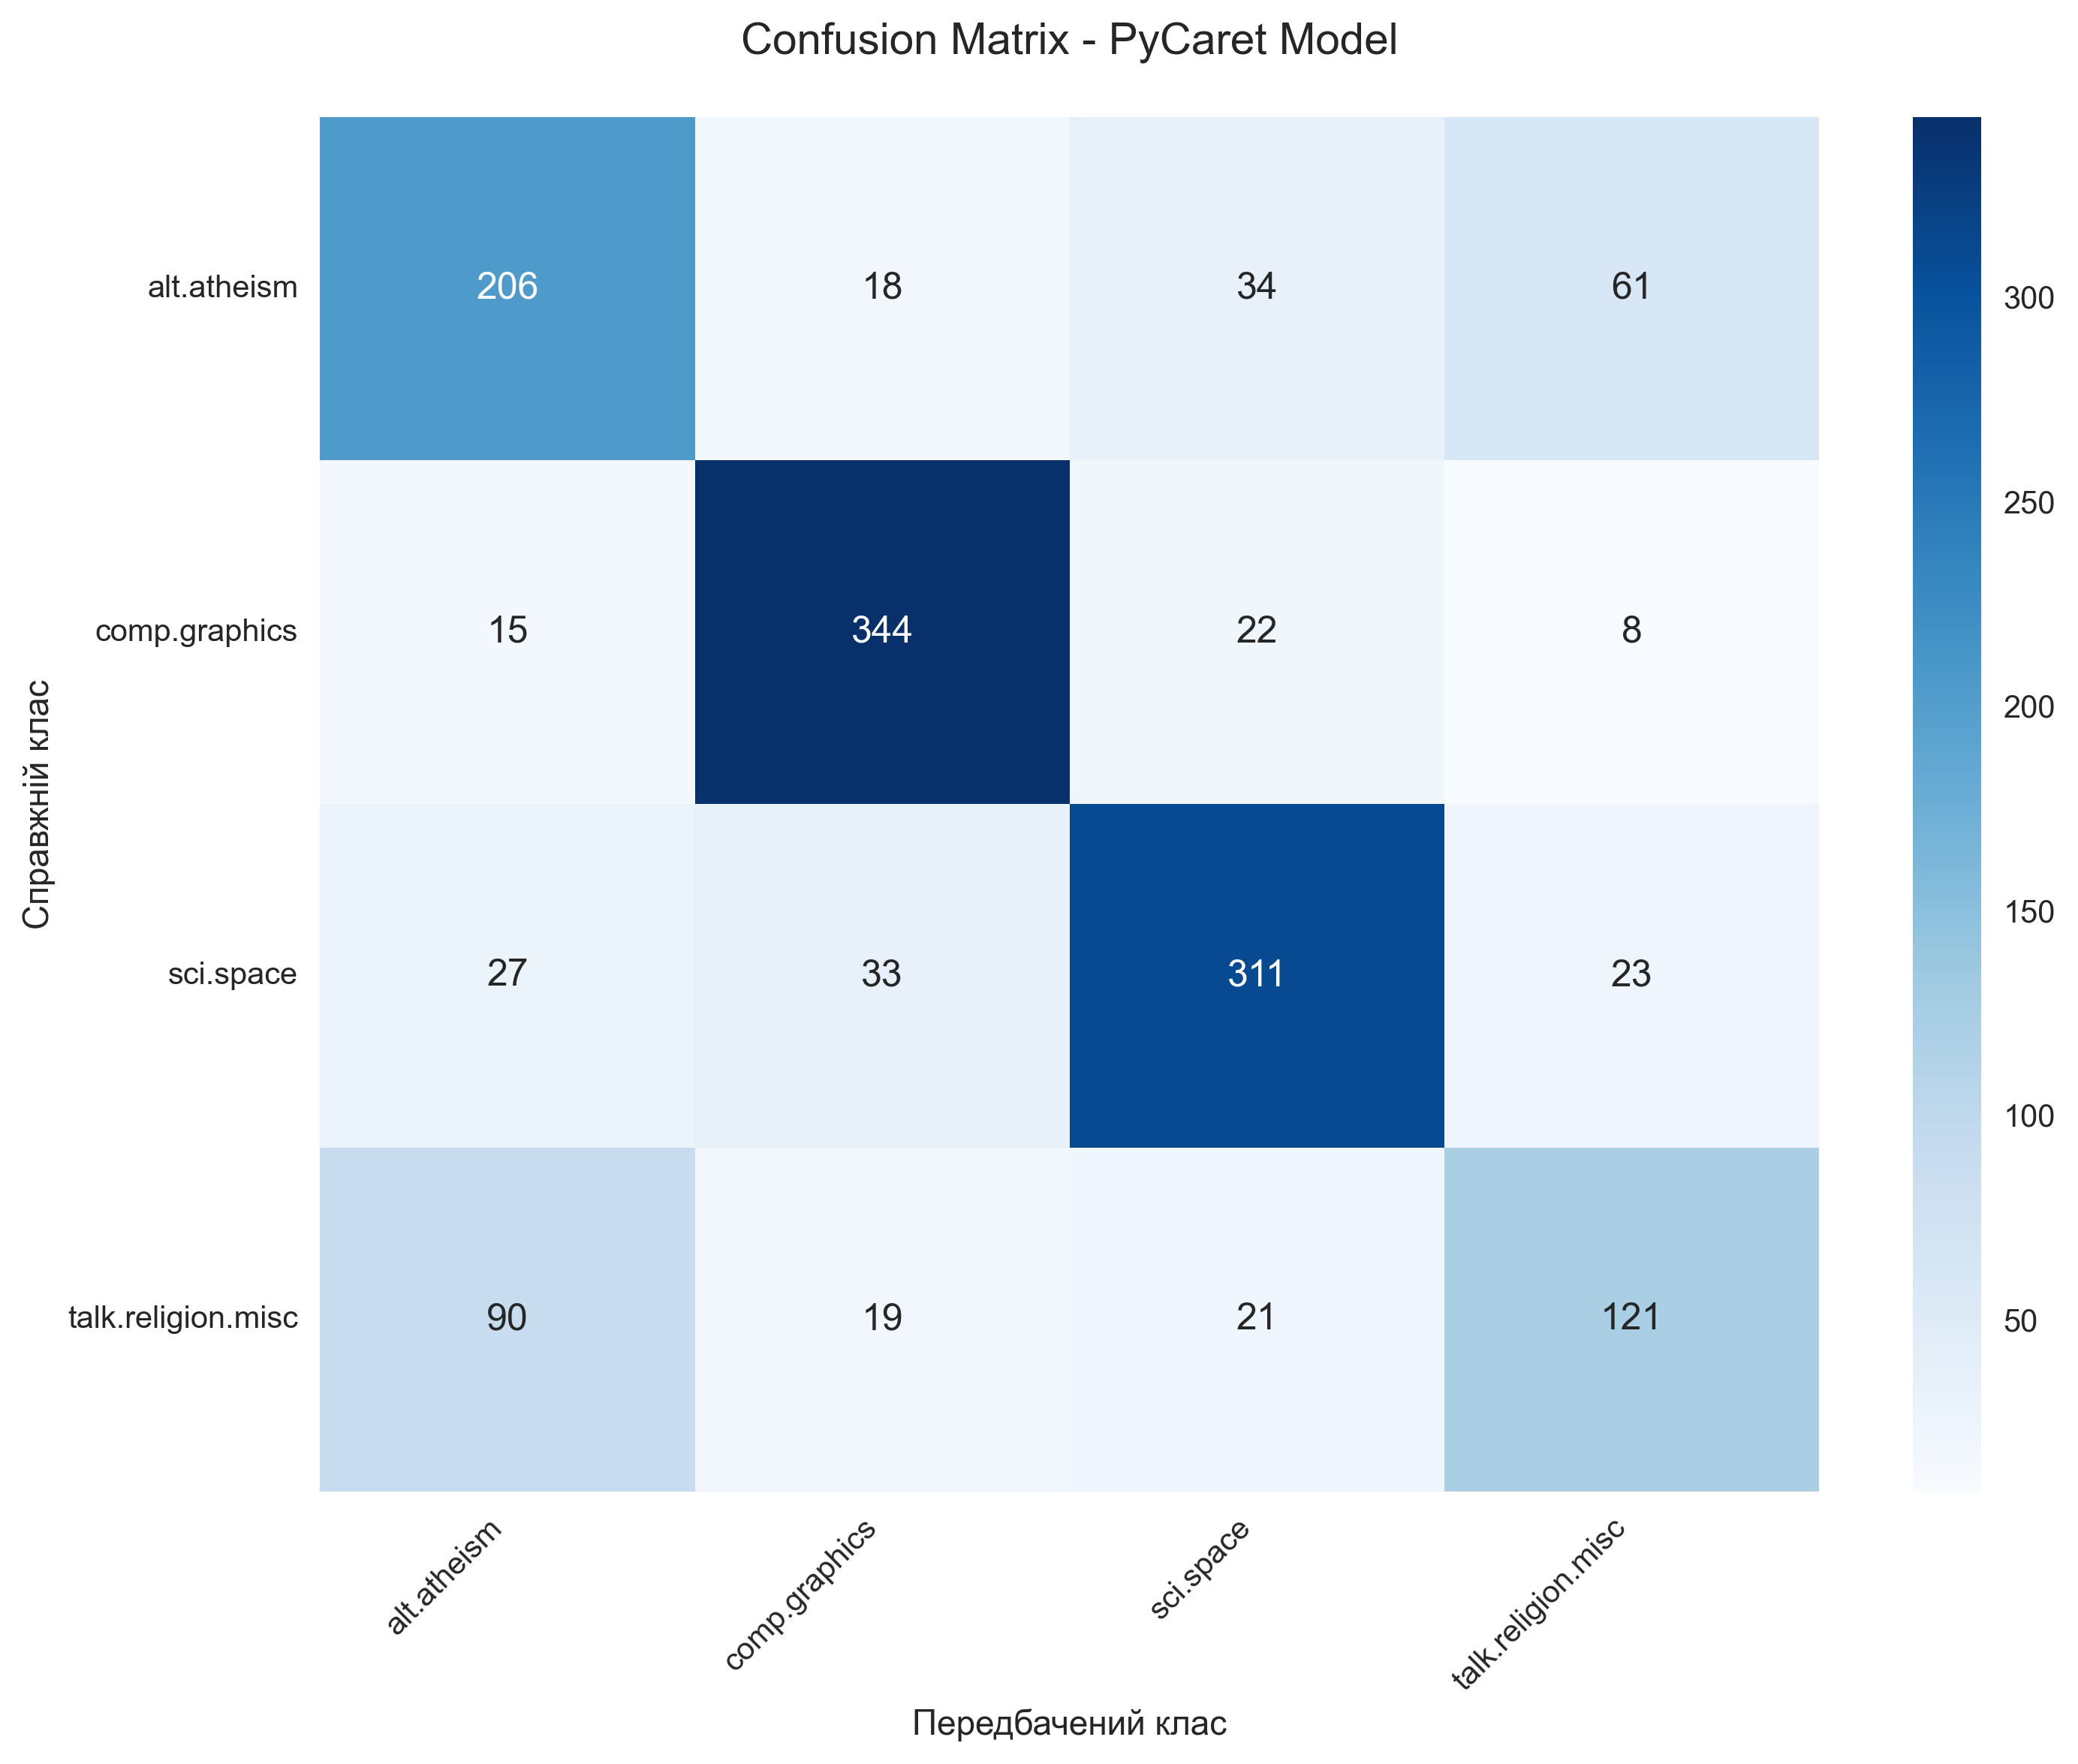 Confusion Matrix - PyCaret Model
Справжній клас
alt.atheism
206 18 34 61
comp.graphics
15 344 22 8
sci.space
27 33 311 23
talk.religion.misc
90 19 21 121
alt.atheism
comp.graphics
sci.space
talk.religion.misc
Передбачений клас
300
250
200
150
100
50